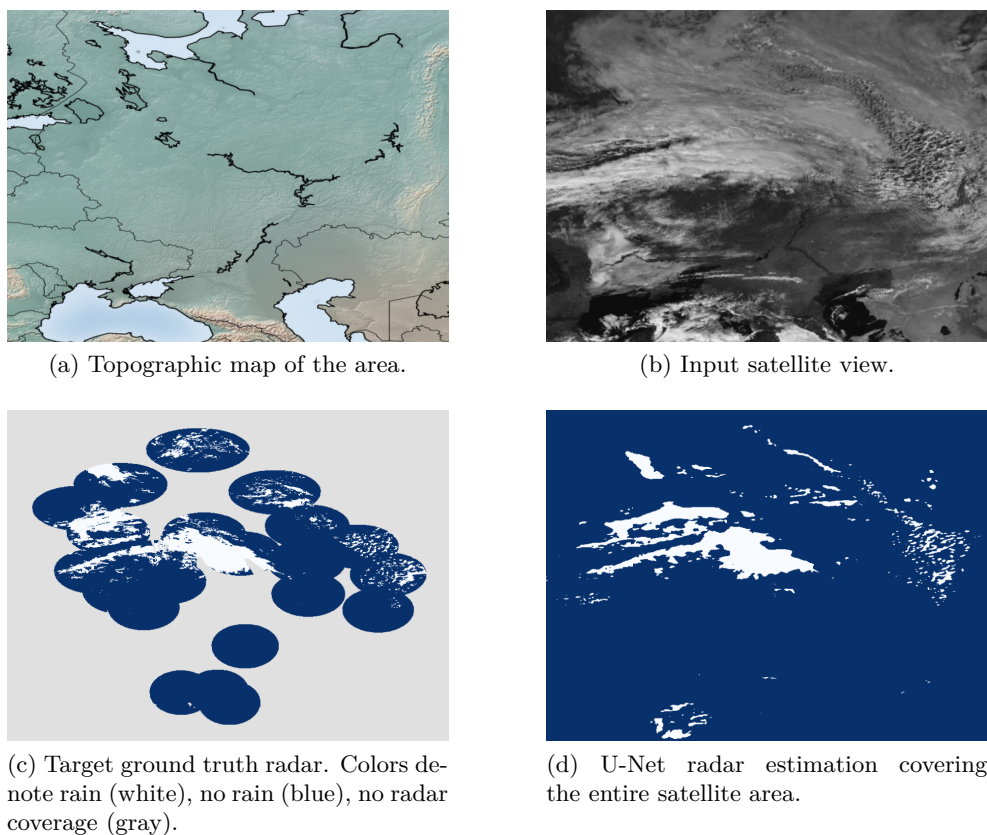 (a) Topographic map of the area.
(b) Input satellite view.
(c) Target ground truth radar. Colors de-
note rain (white), no rain (blue), no radar
coverage (gray).
(d) U-Net radar estimation covering
the entire satellite area.